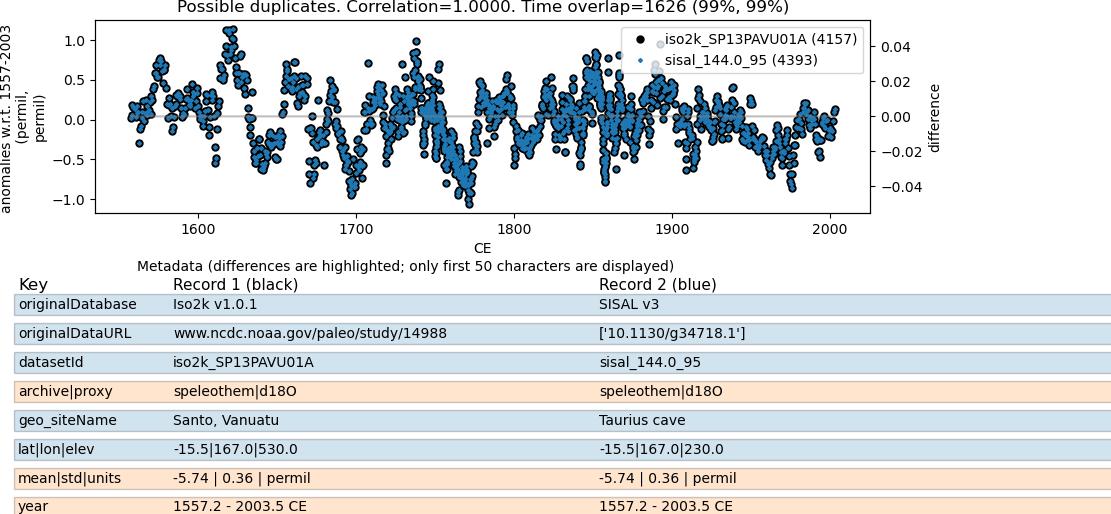 Possible duplicates. Correlation=1.0000. Time overlap=1626 (99%, 99%)
anomalies w.r.t. 1557-2003
(permil,
permil)
1.0
0.5
0.0
−0.5
−1.0
iso2k_SP13PAVU01A (4157)
sisal_144.0_95 (4393)
0.04
0.02
0.00
−0.02
−0.04
difference
1600 1700 1800 1900 2000
CE
Metadata (differences are highlighted; only first 50 characters are displayed)
Key Record 1 (black) Record 2 (blue)
originalDatabase Iso2k v1.0.1 SISAL v3
originalDataURL www.ncdc.noaa.gov/paleo/study/14988 ['10.1130/g34718.1']
datasetId iso2k_SP13PAVU01A sisal_144.0_95
archive|proxy speleothem|d18O speleothem|d18O
geo_siteName Santo, Vanuatu Taurius cave
lat|lon|elev -15.5|167.0|530.0 -15.5|167.0|230.0
mean|std|units -5.74 | 0.36 | permil -5.74 | 0.36 | permil
year 1557.2 - 2003.5 CE 1557.2 - 2003.5 CE